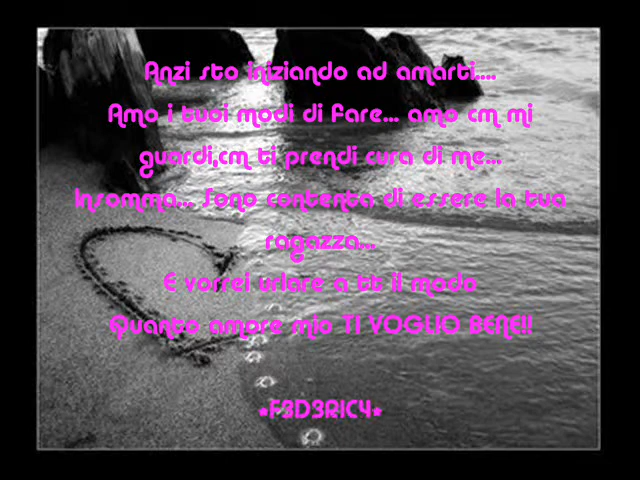 Anzi sto iniziando ad amarti....
Amo i tuoi modi di fare... amo cm mi
guardi,cm ti prendi cura di me...
Insomma... Sono contenta di essere la tua
ragazza...
E vorrei urlare a tt il modo
Quanto amore mio TI VOGLIO BENE!!
*F3D3RIC4*